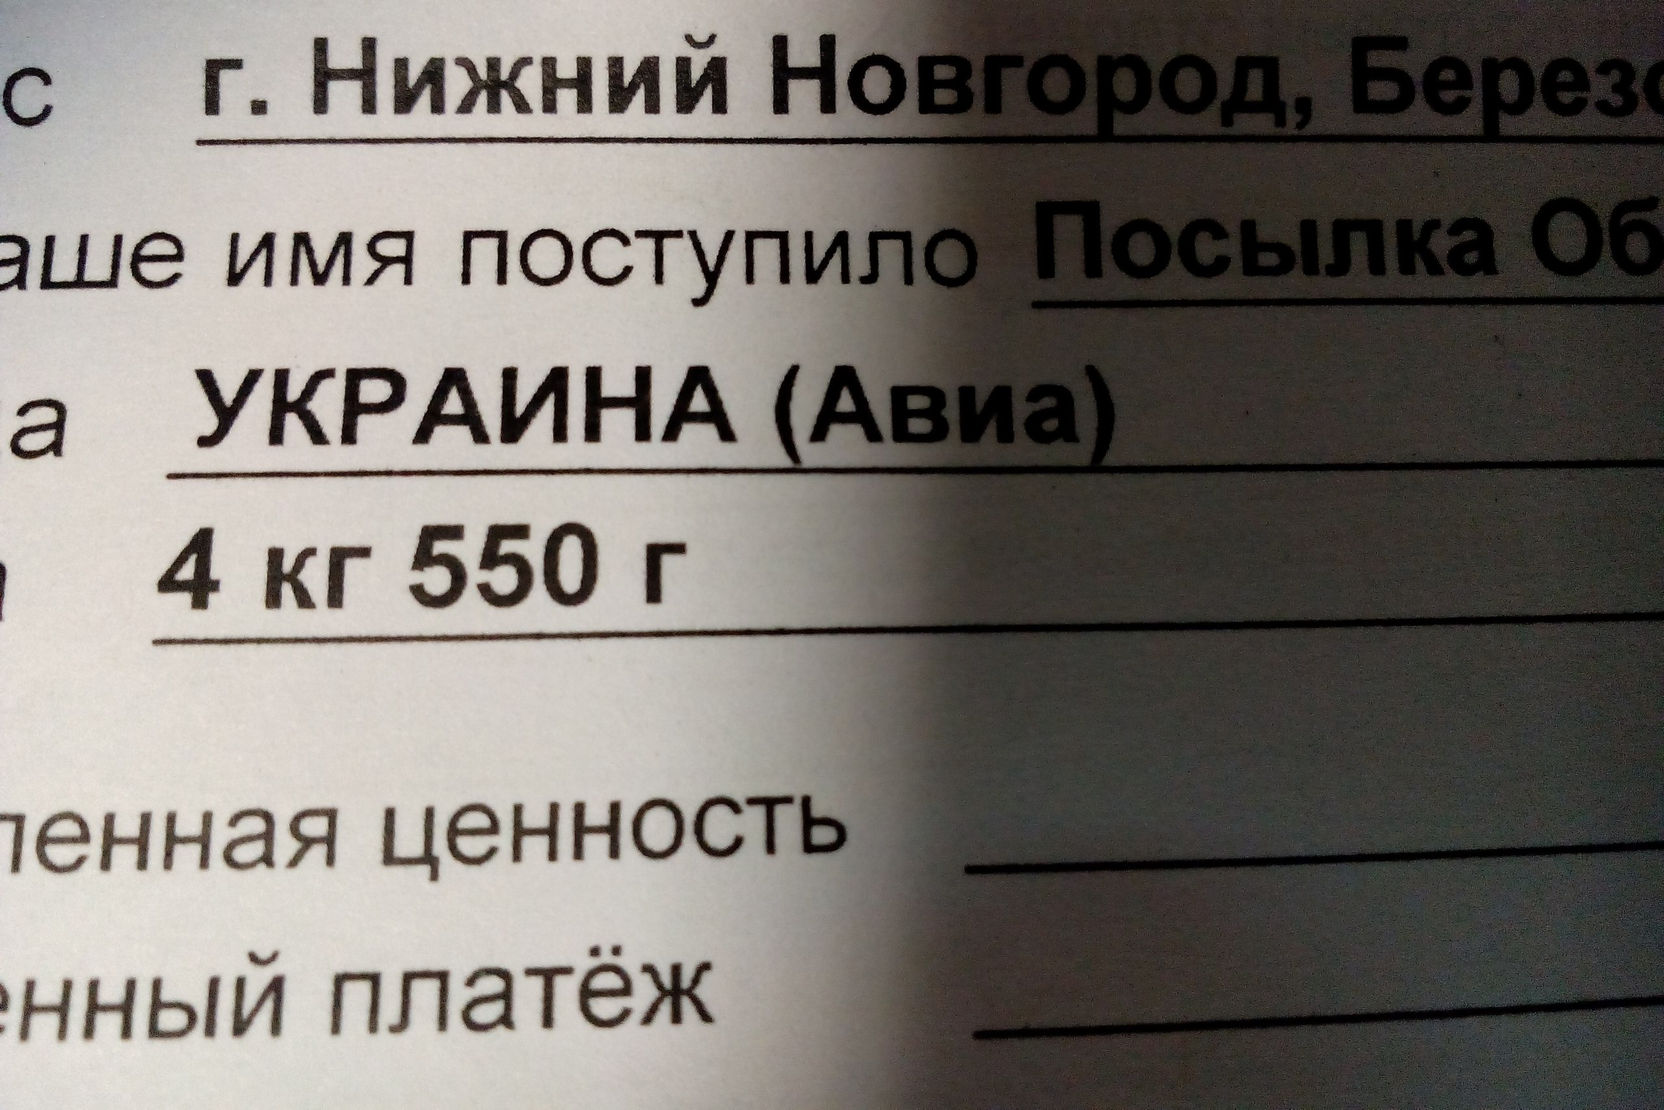 с г. Нижний Новгород, Березо
аше имя поступило Посылка Об
а УКРАИНА (Авиа)
4 кг 550 г
ленная ценность
енный платёж